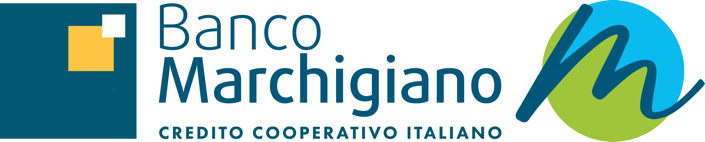 Banco
Marchigiano
CREDITO COOPERATIVO ITALIANO
m